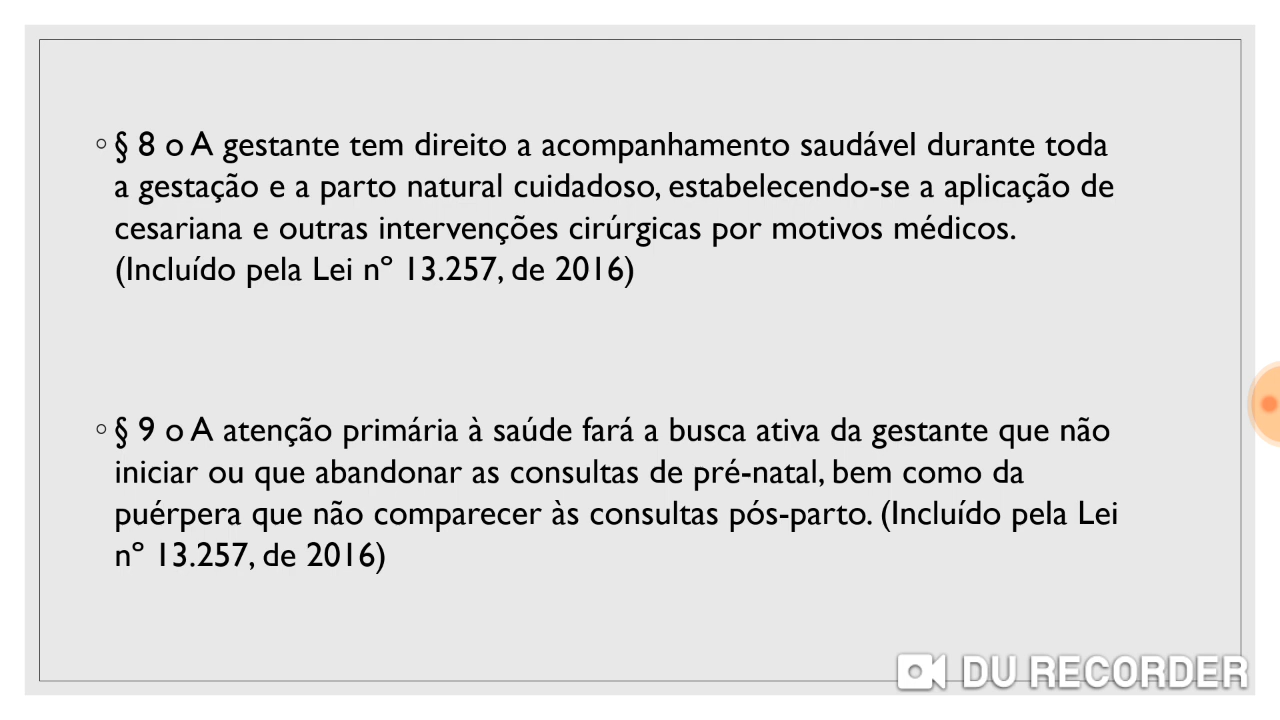 ◦ § 8 o A gestante tem direito a acompanhamento saudável durante toda
a gestação e a parto natural cuidadoso, estabelecendo-se a aplicação de
cesariana e outras intervenções cirúrgicas por motivos médicos.
(Incluído pela Lei nº 13.257, de 2016)
◦ § 9 o A atenção primária à saúde fará a busca ativa da gestante que não
iniciar ou que abandonar as consultas de pré-natal, bem como da
puérpera que não comparecer às consultas pós-parto. (Incluído pela Lei
nº 13.257, de 2016)
DU RECORDER